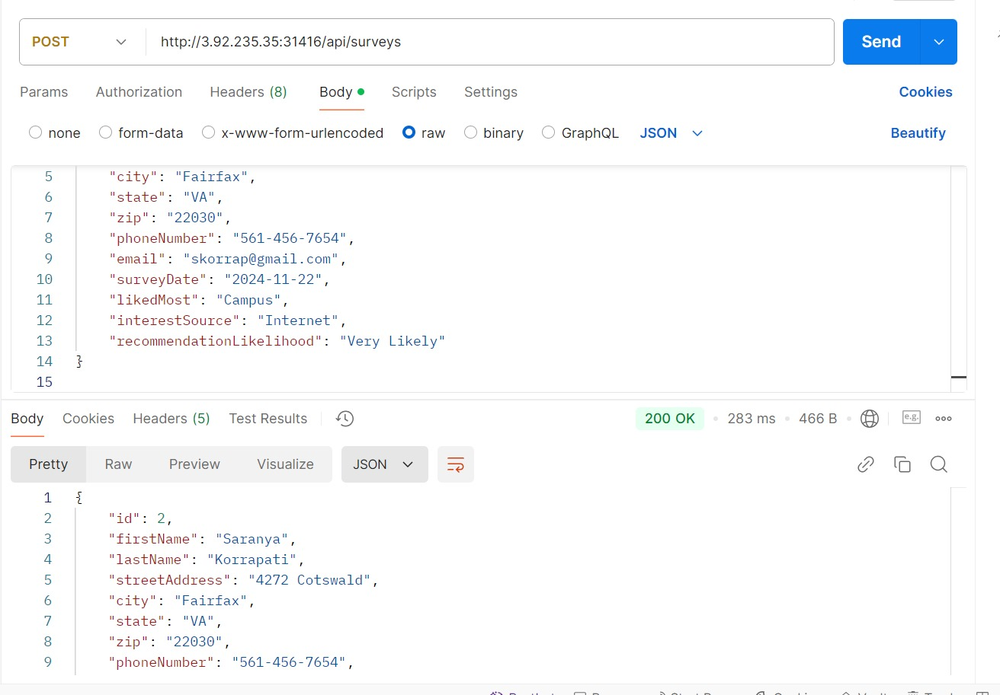 POST http://3.92.235.35:31416/api/surveys Send
Params Authorization Headers (8) Body Scripts Settings Cookies
none form-data x-www-form-urlencoded raw binary GraphQL JSON Beautify
5 "city": "Fairfax",
6 "state": "VA",
7 "zip": "22030",
8 "phoneNumber": "561-456-7654",
9 "email": "skorrap@gmail.com",
10 "surveyDate": "2024-11-22",
11 "likedMost": "Campus",
12 "interestSource": "Internet",
13 "recommendationLikelihood": "Very Likely"
14 }
15
Body Cookies Headers (5) Test Results 200 OK 283 ms 466 B e.g.
Pretty Raw Preview Visualize JSON
1 {
2 "id": 2,
3 "firstName": "Saranya",
4 "lastName": "Korrapati",
5 "streetAddress": "4272 Cotswald",
6 "city": "Fairfax",
7 "state": "VA",
8 "zip": "22030",
9 "phoneNumber": "561-456-7654",